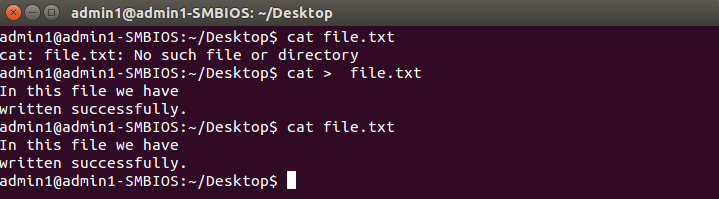 admin1@admin1-SMBIOS: ~/Desktop
admin1@admin1-SMBIOS:~/Desktop$ cat file.txt
cat: file.txt: No such file or directory
admin1@admin1-SMBIOS:~/Desktop$ cat >  file.txt
In this file we have
written successfully.
admin1@admin1-SMBIOS:~/Desktop$ cat file.txt
In this file we have
written successfully.
admin1@admin1-SMBIOS:~/Desktop$